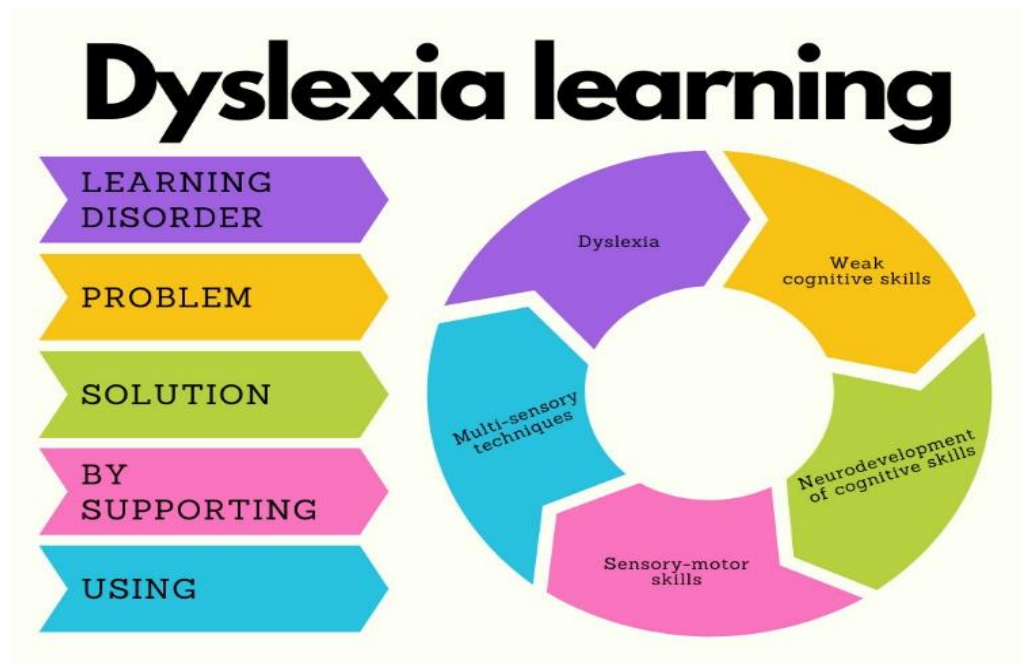 Dyslexia learning
LEARNING
DISORDER
PROBLEM
SOLUTION
BY
SUPPORTING
USING
Dyslexia
Weak
cognitive skills
Neurodevelopment
of cognitive skills
Sensory-motor
skills
Multi-sensory
techniques